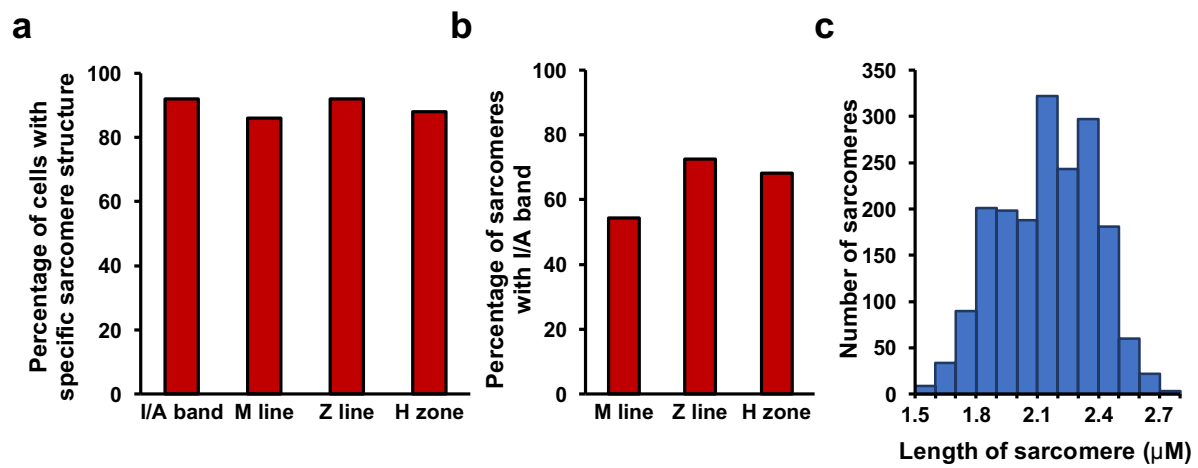 a
Percentage of cells with
specific sarcomere structure
100
80
60
40
20
0
I/A band M line Z line H zone
b
Percentage of sarcomeres
with I/A band
100
80
60
40
20
0
M line Z line H zone
c
Number of sarcomeres
350
300
250
200
150
100
50
0
1.5 1.8 2.1 2.4 2.7
Length of sarcomere (µM)